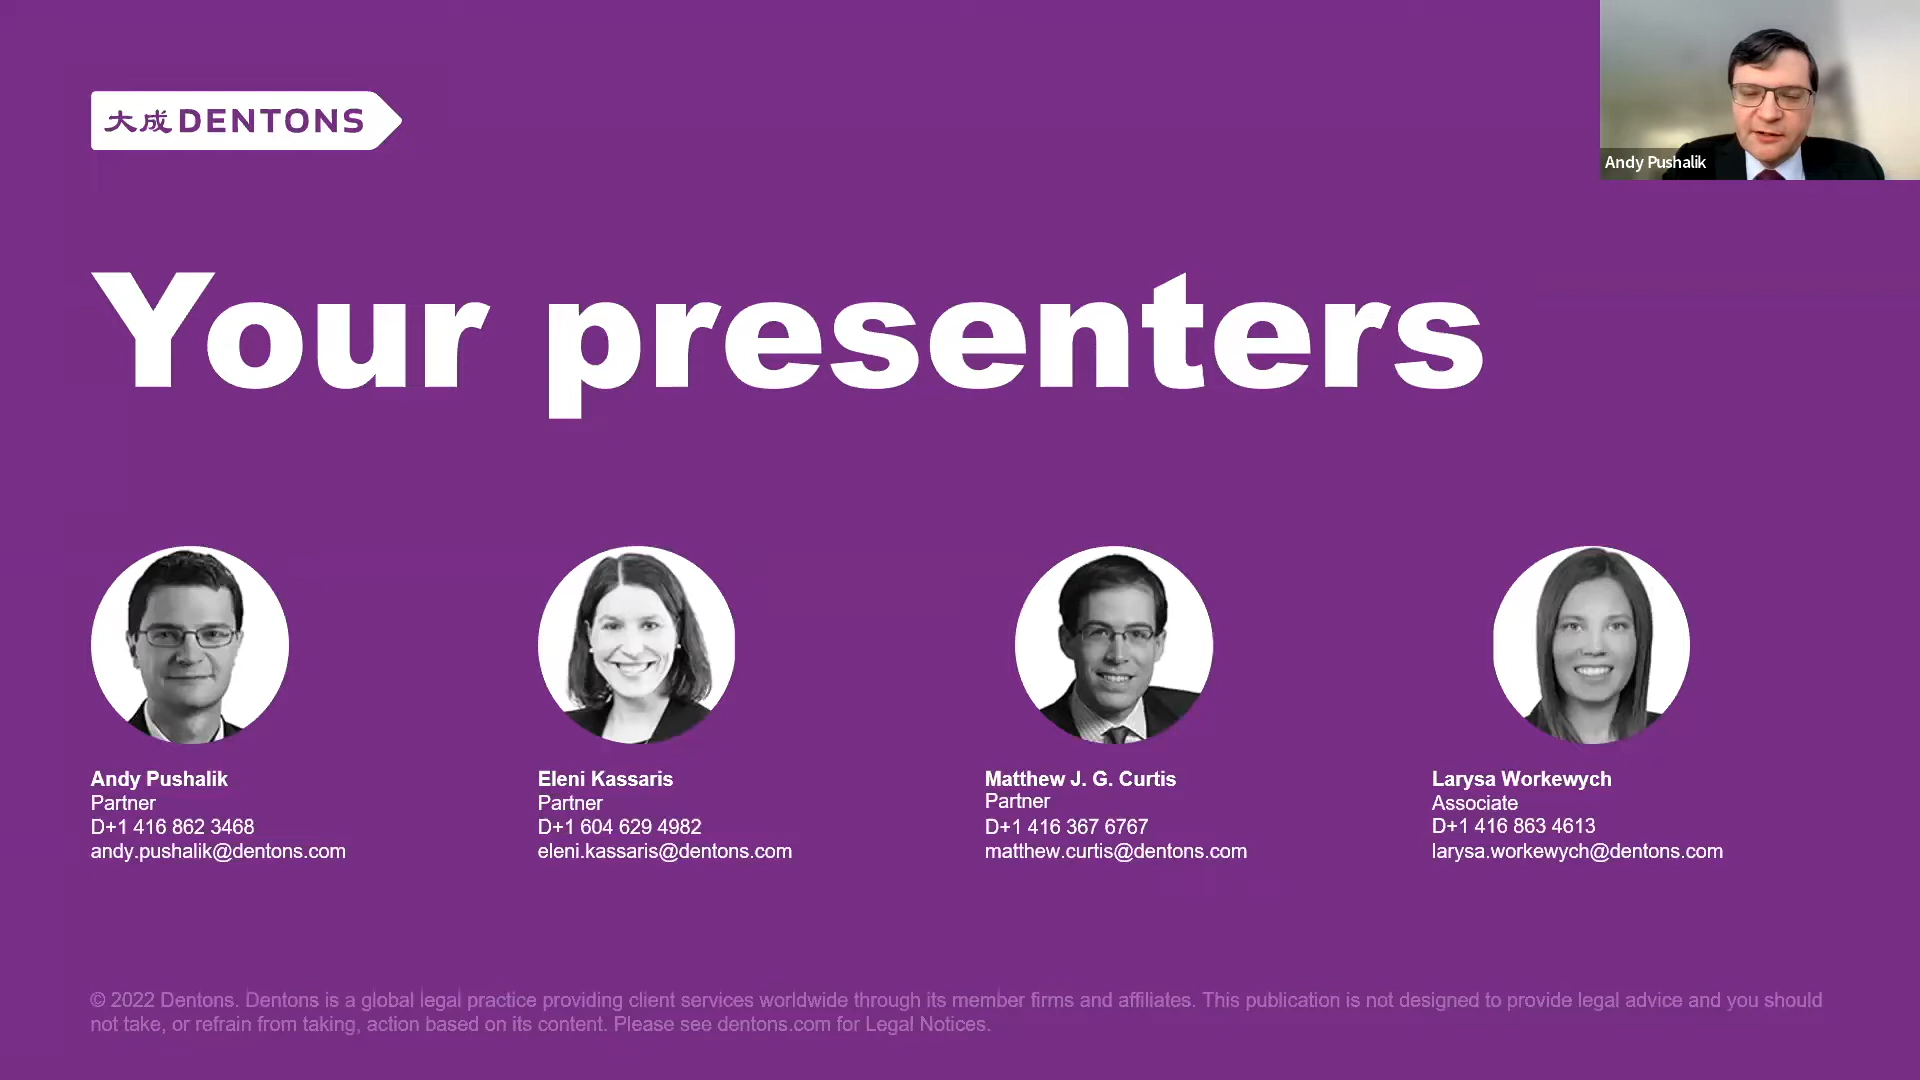 大成 DENTONS
Andy Pushalik
Your presenters
Andy Pushalik
Partner
D+1 416 862 3468
andy.pushalik@dentons.com
Eleni Kassaris
Partner
D+1 604 629 4982
eleni.kassaris@dentons.com
Matthew J. G. Curtis
Partner
D+1 416 367 6767
matthew.curtis@dentons.com
Larysa Workewych
Associate
D+1 416 863 4613
larysa.workewych@dentons.com
© 2022 Dentons. Dentons is a global legal practice providing client services worldwide through its member firms and affiliates. This publication is not designed to provide legal advice and you should
not take, or refrain from taking, action based on its content. Please see dentons.com for Legal Notices.